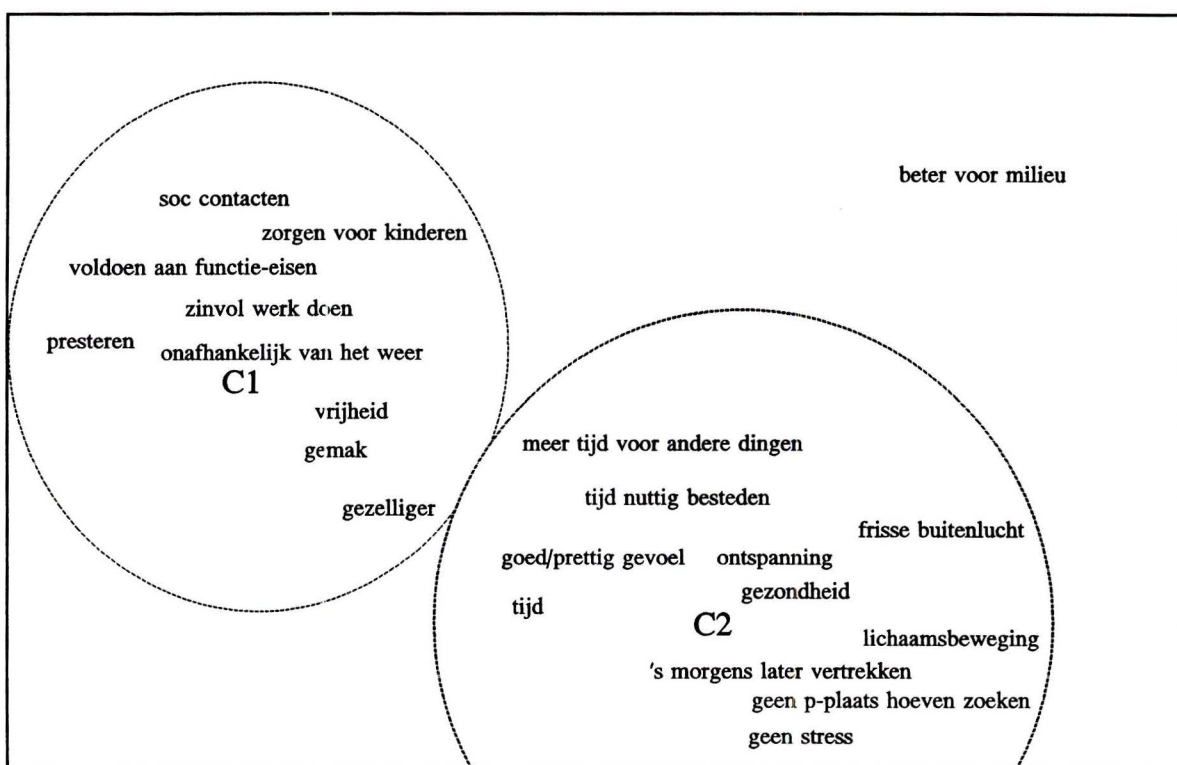 beter voor milieu
soc contacten
zorgen voor kinderen
voldoen aan functie-eisen
zinvol werk doen
presteren
onafhankelijk van het weer
C1
vrijheid
gemak
gezelliger
meer tijd voor andere dingen
tijd nuttig besteden
frisse buitenlucht
goed/prettig gevoel
ontspanning
gezondheid
tijd
C2
lichaamsbeweging
's morgens later vertrekken
geen p-plaats hoeven zoeken
geen stress